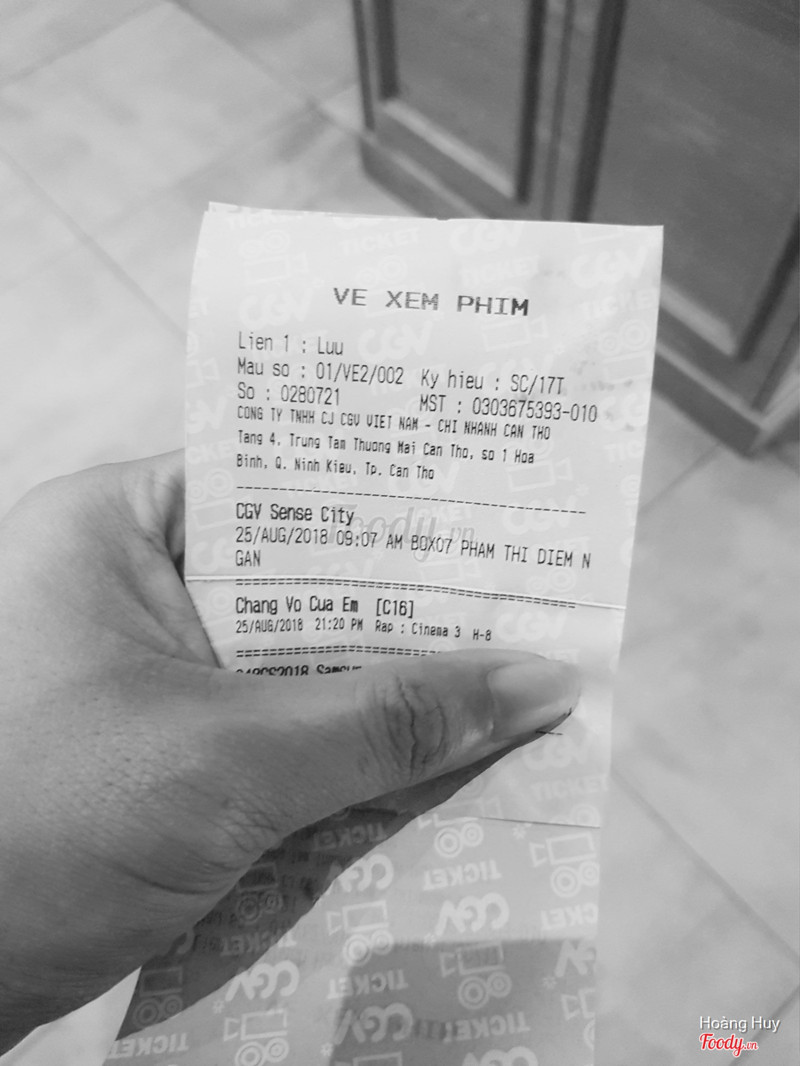 VE XEM PHIM
Lien 1 : Luu
Mau so : 01/VE2/002 Ky hieu : SC/17T
So : 0280721 MST : 0303675393-010
CONG TY TNHH CJ CGV VIET NAM - CHI NHANH CAN THO
Tang 4, Trung Tam Thuong Mai Can Tho, so 1 Hoa
Binh, Q. Ninh Kieu, Tp. Can Tho
CGV Sense City
25/AUG/2018 09:07 AM BOX07 PHAM THI DIEM N
GAN
Chang Vo Cua Em [C16]
25/AUG/2018 21:20 PM Rap : Cinema 3 H-8
Foody.vn
CGV
TICKET
Hoàng Huy
Foody.vn